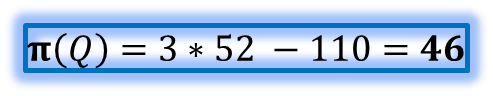 π(Q) = 3 * 52 − 110 = 46